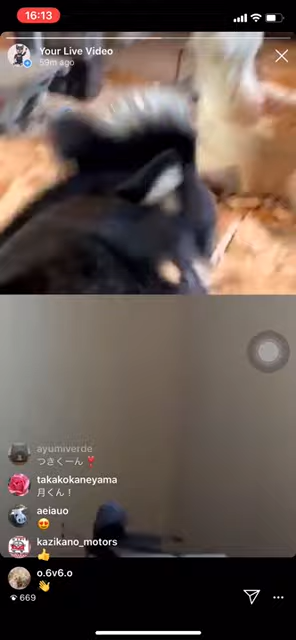 16:13
Your Live Video
59m ago
ayumiverde
つきくーん❣️
takakokaneyama
月くん！
aeiauo
😍
kazikano_motors
👍
o.6v6.o
👋
669